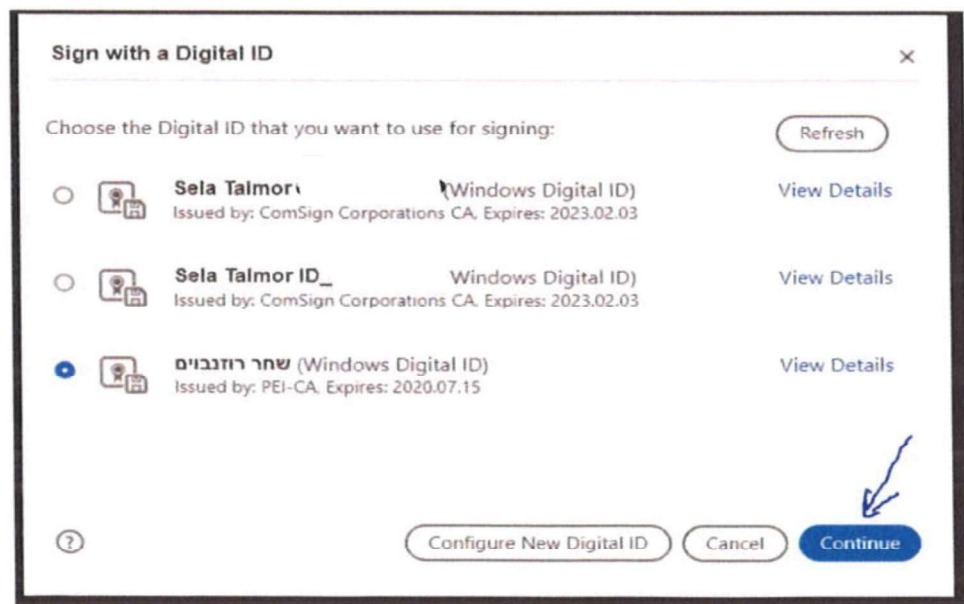 Sign with a Digital ID
Choose the Digital ID that you want to use for signing:
Refresh
Sela Talmor (Windows Digital ID)
View Details
Issued by: ComSign Corporations CA, Expires: 2023.02.03
Sela Talmor ID_ Windows Digital ID)
View Details
Issued by: ComSign Corporations CA, Expires: 2023.02.03
שחר רוזנבוים (Windows Digital ID)
View Details
Issued by: PEI-CA, Expires: 2020.07.15
Configure New Digital ID
Cancel
Continue